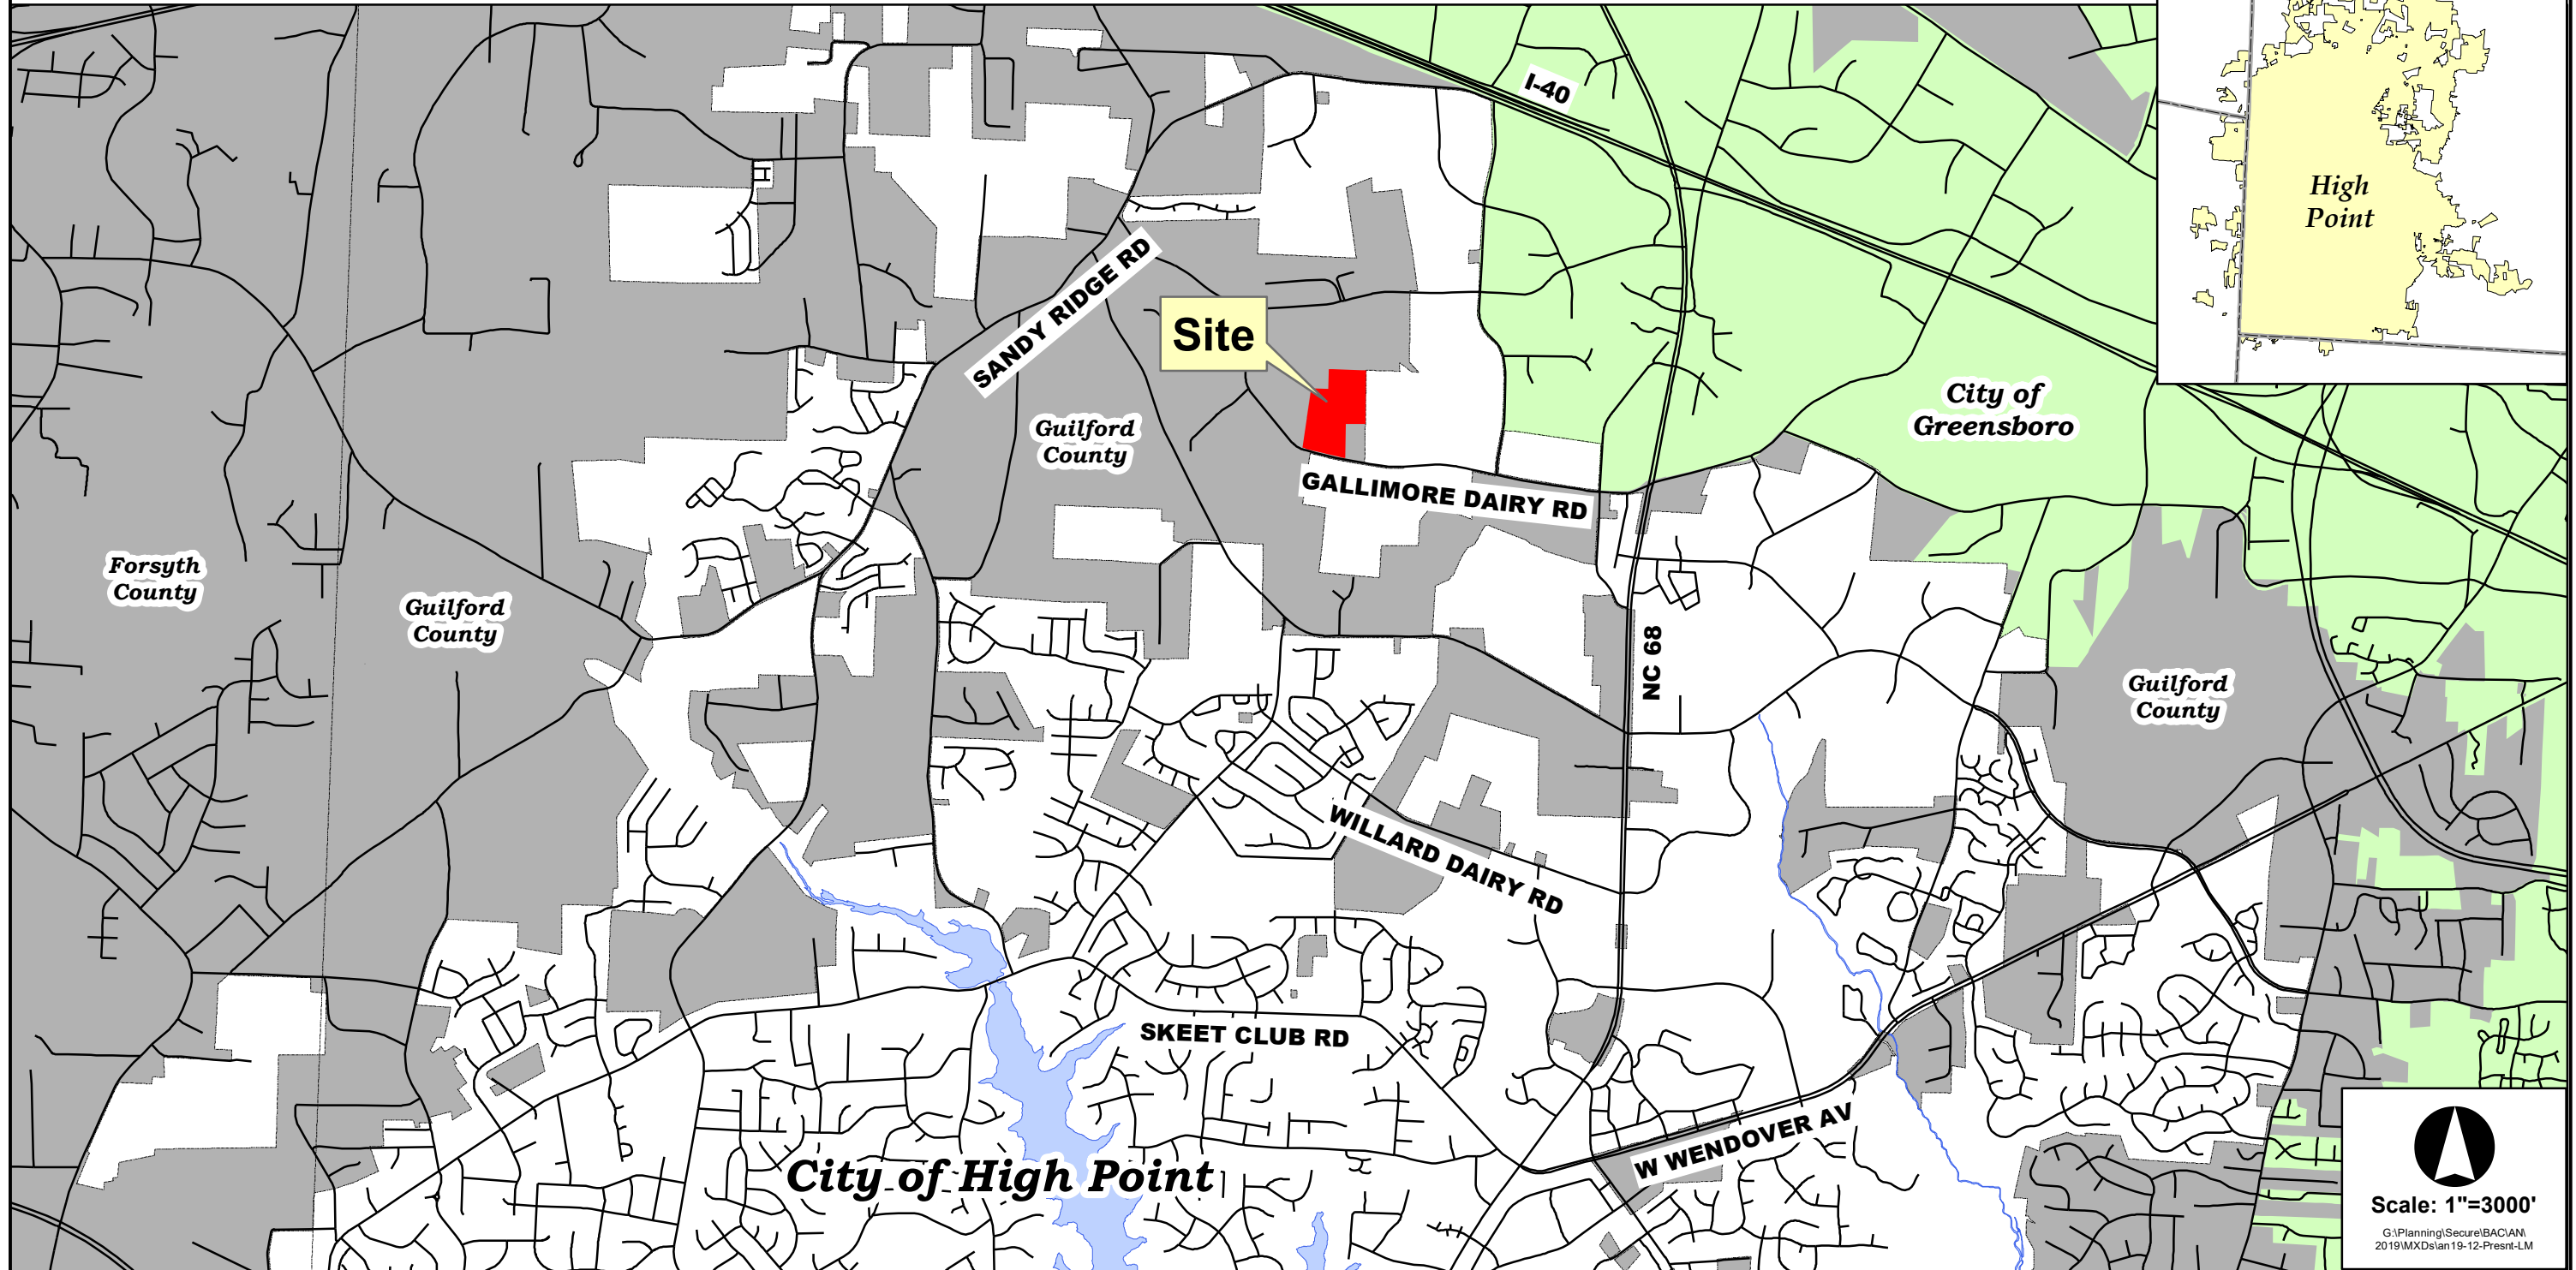 I-40
High
Point
SANDY RIDGE RD
Site
City of
Greensboro
Guilford
County
GALLIMORE DAIRY RD
Forsyth
County
Guilford
County
NC 68
Guilford
County
WILLARD DAIRY RD
SKEET CLUB RD
W WENDOVER AV
City of High Point
Scale: 1"=3000'
G:\Planning\Secure\BAC\AN\
2019\MXDs\an19-12-Presnt-LM